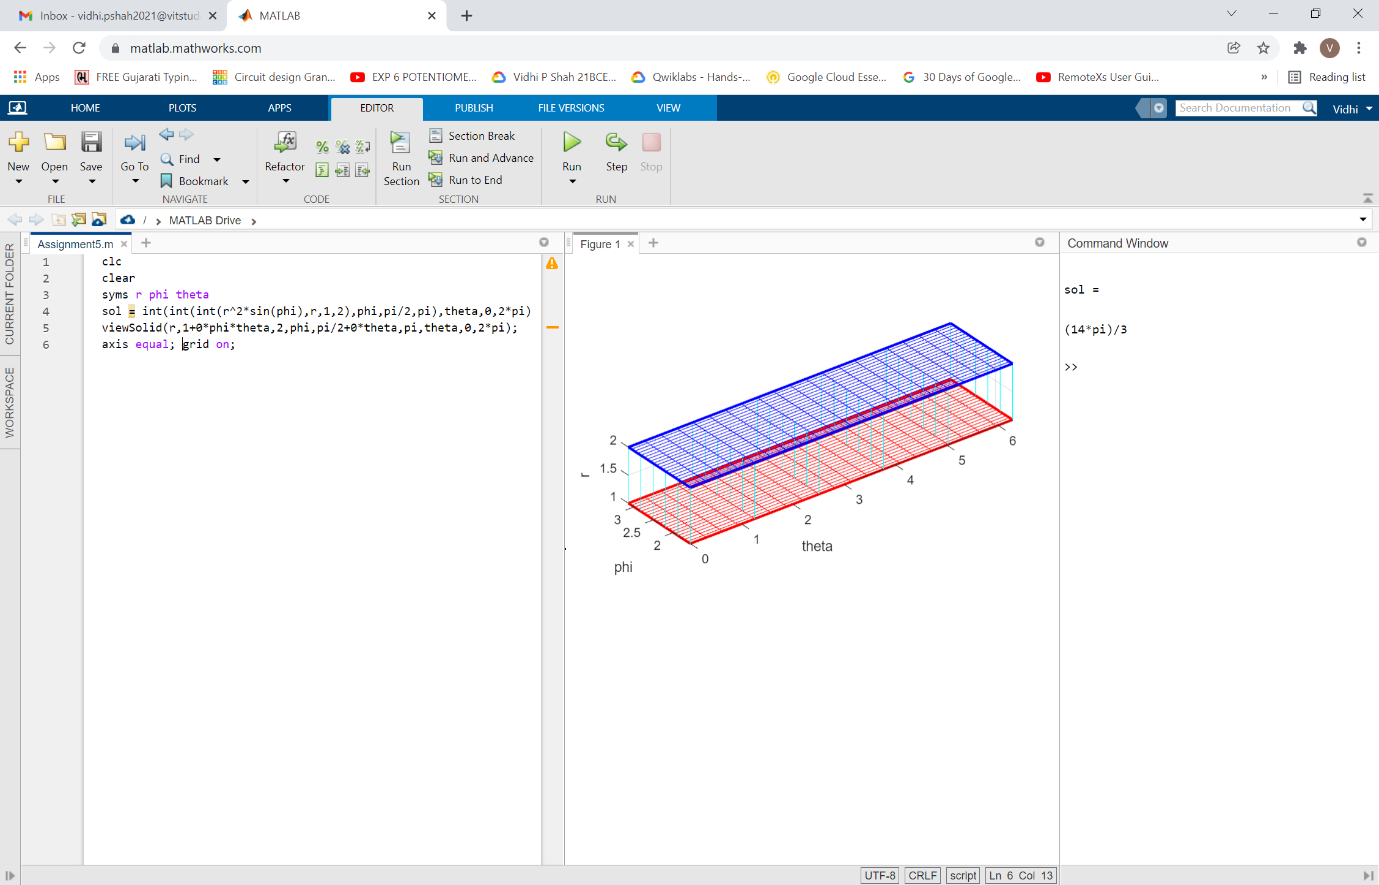 Inbox - vidhi.pshah2021@vitstud
MATLAB
matlab.mathworks.com
V
Apps
FREE Gujarati Typin...
Circuit design Gran...
EXP 6 POTENTIOME...
Vidhi P Shah 21BCE...
Qwiklabs - Hands-...
Google Cloud Esse...
30 Days of Google...
RemoteXs User Gui...
»
Reading list
HOME
PLOTS
APPS
EDITOR
PUBLISH
FILE VERSIONS
VIEW
Search Documentation
Vidhi
New
Open
Save
FILE
Go To
Find
Bookmark
NAVIGATE
Refactor
CODE
Run Section
Section Break
Run and Advance
Run to End
SECTION
Run
Step
Stop
RUN
/ › MATLAB Drive ›
CURRENT FOLDER
WORKSPACE
Assignment5.m
1 clc
2 clear
3 syms r phi theta
4 sol = int(int(int(r^2*sin(phi),r,1,2),phi,pi/2,pi),theta,0,2*pi)
5 viewSolid(r,1+0*phi*theta,2,phi,pi/2+0*theta,pi,theta,0,2*pi);
6 axis equal; grid on;
Figure 1
2
1.5
1
r
3
2.5
2
phi
0
1
2
3
4
5
6
theta
Command Window
sol =
(14*pi)/3
>>
UTF-8
CRLF
script
Ln 6 Col 13